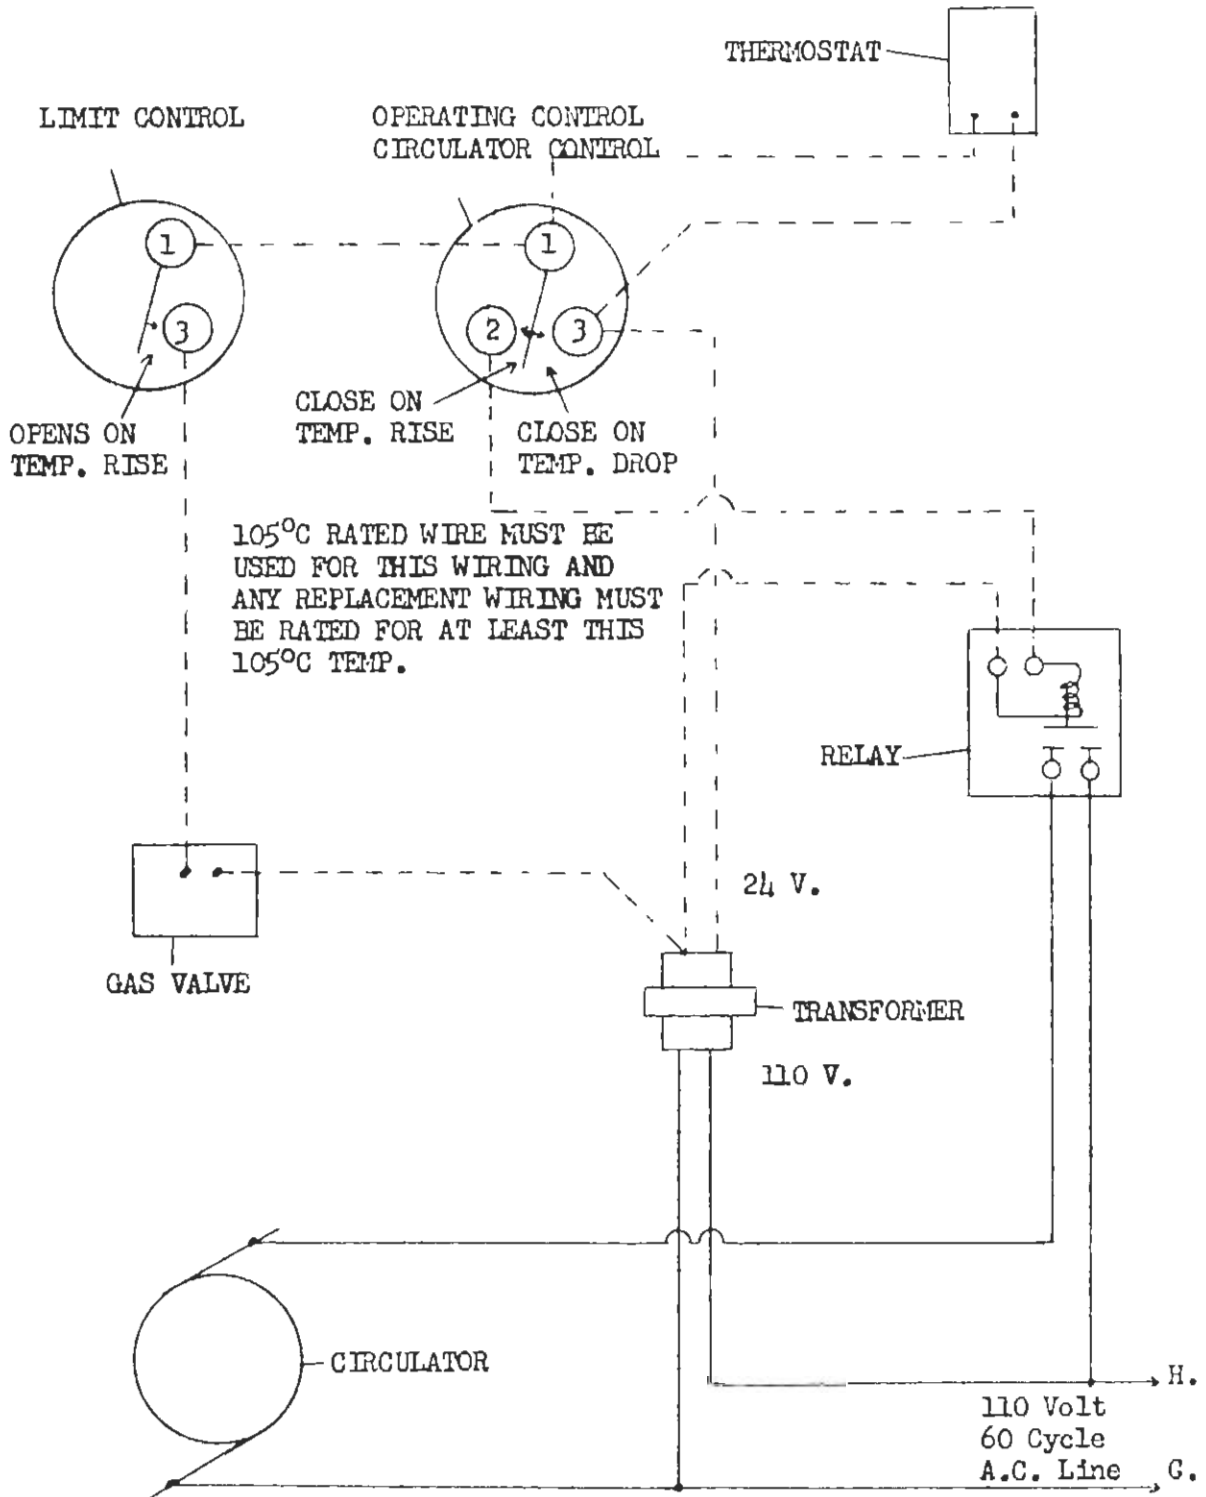 THERMOSTAT
LIMIT CONTROL
OPERATING CONTROL
CIRCULATOR CONTROL
1
1
3
2
3
OPENS ON
TEMP. RISE
CLOSE ON
TEMP. RISE
CLOSE ON
TEMP. DROP
105°C RATED WIRE MUST BE
USED FOR THIS WIRING AND
ANY REPLACEMENT WIRING MUST
BE RATED FOR AT LEAST THIS
105°C TEMP.
RELAY
24 V.
GAS VALVE
TRANSFORMER
110 V.
CIRCULATOR
H.
110 Volt
60 Cycle
A.C. Line
G.